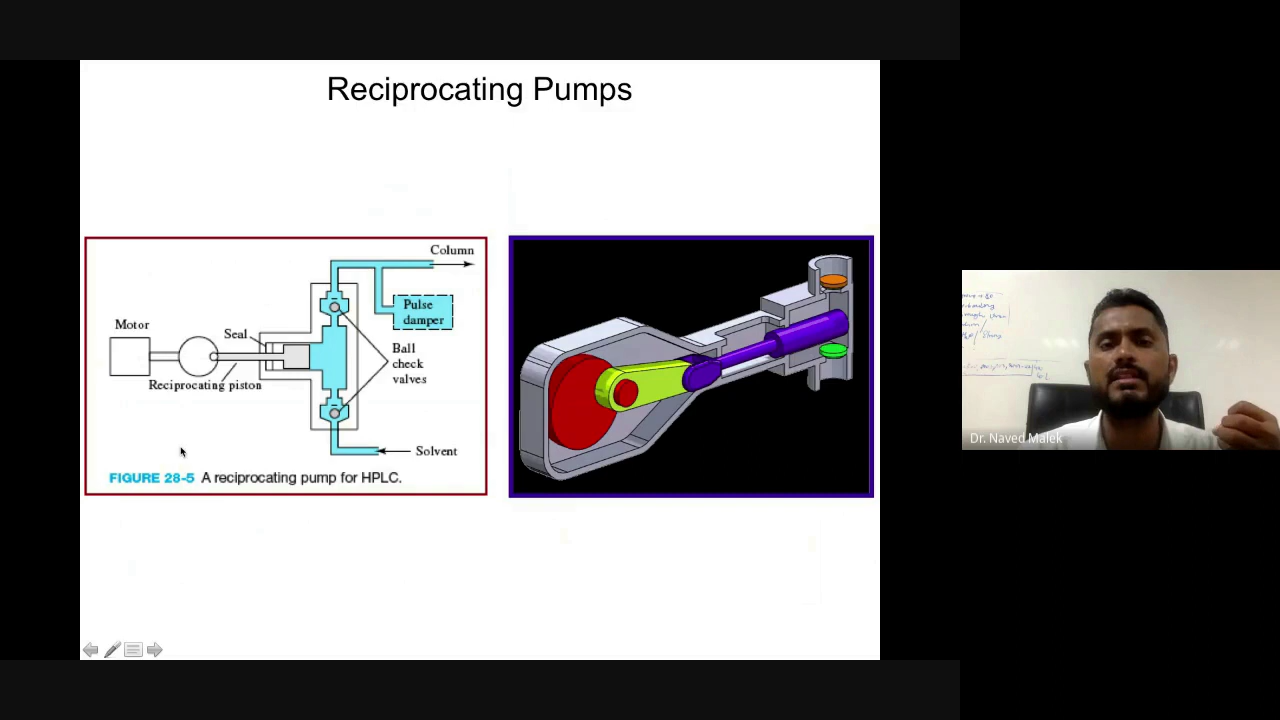 Reciprocating Pumps
Column
Pulse
damper
Motor
Seal
Ball
check
valves
Reciprocating piston
Solvent
FIGURE 28-5 A reciprocating pump for HPLC.
Dr. Naved Malek